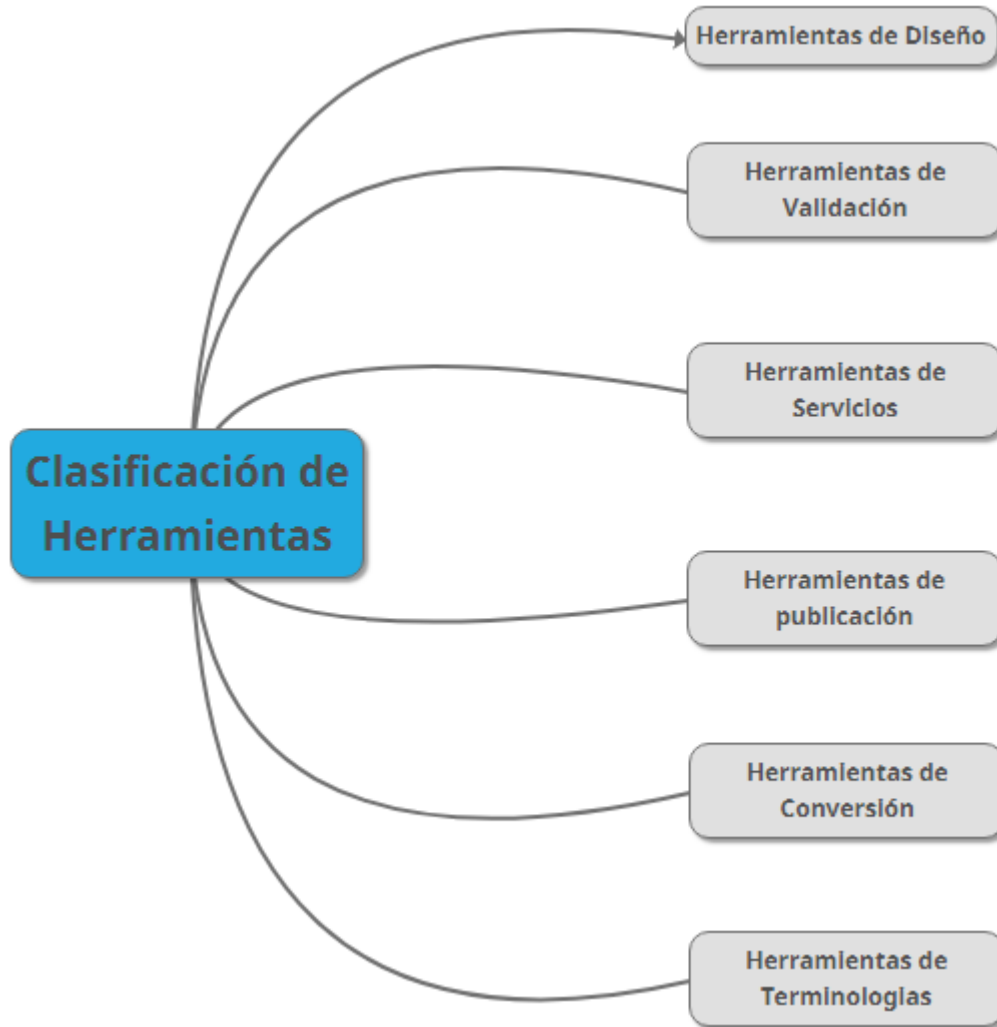 Herramientas de Diseño
Herramientas de
Validación
Herramientas de
Servicios
Clasificación de
Herramientas
Herramientas de
publicación
Herramientas de
Conversión
Herramientas de
Terminologias